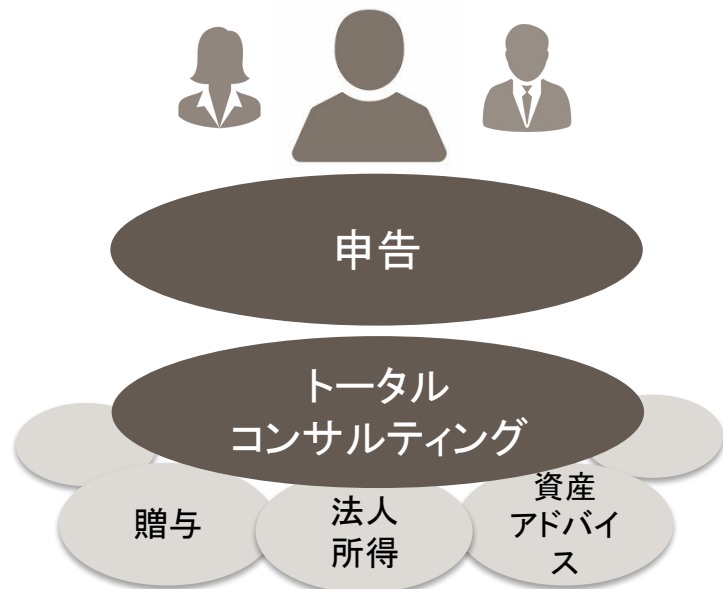 申告
トータル
コンサルティング
贈与
法人
所得
資産
アドバイ
ス